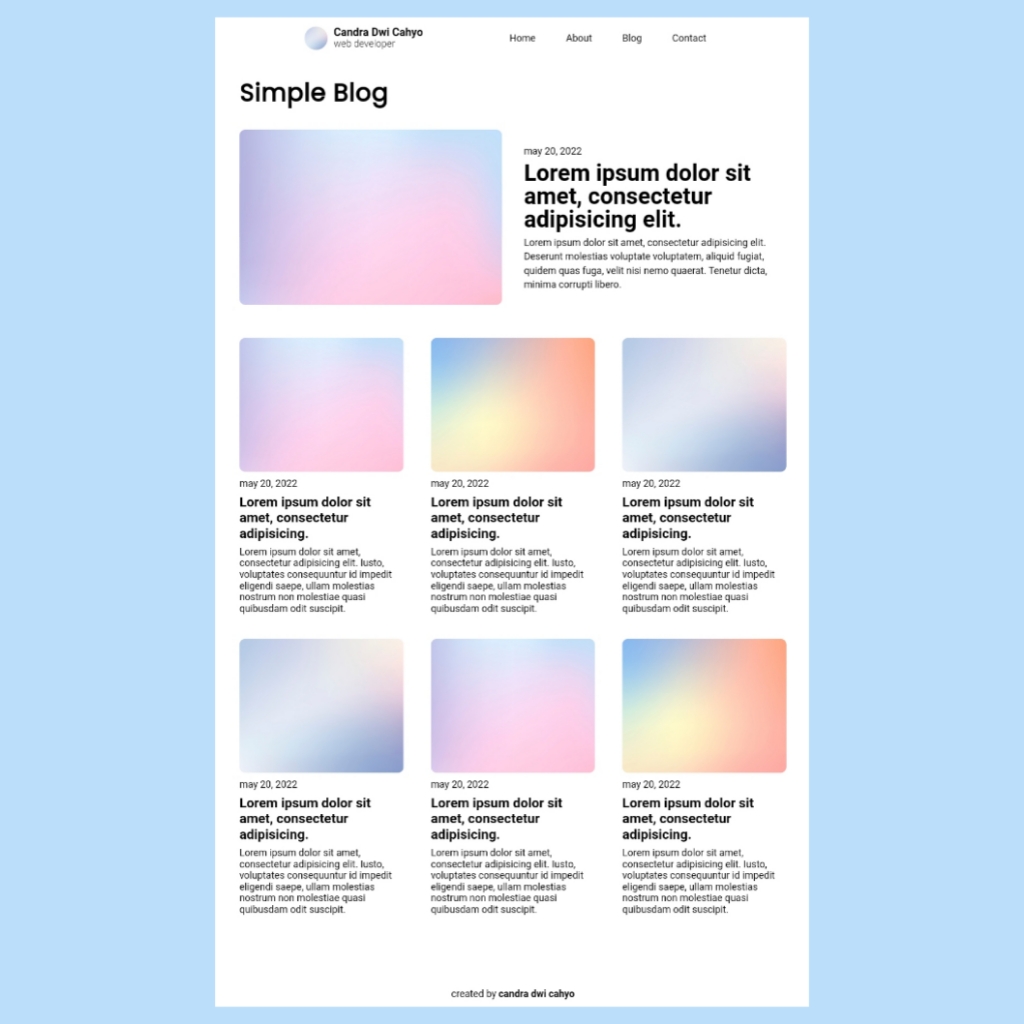 Candra Dwi Cahyo
web developer
Home About Blog Contact
Simple Blog
may 20, 2022
Lorem ipsum dolor sit
amet, consectetur
adipisicing elit.
Lorem ipsum dolor sit amet, consectetur adipisicing elit.
Deserunt molestias voluptate voluptatem, aliquid fugiat,
quidem quas fuga, velit nisi nemo quaerat. Tenetur dicta,
minima corrupti libero.
may 20, 2022
Lorem ipsum dolor sit
amet, consectetur
adipisicing.
Lorem ipsum dolor sit amet,
consectetur adipisicing elit. Iusto,
voluptates consequuntur id impedit
eligendi saepe, ullam molestias
nostrum non molestiae quasi
quibusdam odit suscipit.
may 20, 2022
Lorem ipsum dolor sit
amet, consectetur
adipisicing.
Lorem ipsum dolor sit amet,
consectetur adipisicing elit. Iusto,
voluptates consequuntur id impedit
eligendi saepe, ullam molestias
nostrum non molestiae quasi
quibusdam odit suscipit.
may 20, 2022
Lorem ipsum dolor sit
amet, consectetur
adipisicing.
Lorem ipsum dolor sit amet,
consectetur adipisicing elit. Iusto,
voluptates consequuntur id impedit
eligendi saepe, ullam molestias
nostrum non molestiae quasi
quibusdam odit suscipit.
may 20, 2022
Lorem ipsum dolor sit
amet, consectetur
adipisicing.
Lorem ipsum dolor sit amet,
consectetur adipisicing elit. Iusto,
voluptates consequuntur id impedit
eligendi saepe, ullam molestias
nostrum non molestiae quasi
quibusdam odit suscipit.
may 20, 2022
Lorem ipsum dolor sit
amet, consectetur
adipisicing.
Lorem ipsum dolor sit amet,
consectetur adipisicing elit. Iusto,
voluptates consequuntur id impedit
eligendi saepe, ullam molestias
nostrum non molestiae quasi
quibusdam odit suscipit.
may 20, 2022
Lorem ipsum dolor sit
amet, consectetur
adipisicing.
Lorem ipsum dolor sit amet,
consectetur adipisicing elit. Iusto,
voluptates consequuntur id impedit
eligendi saepe, ullam molestias
nostrum non molestiae quasi
quibusdam odit suscipit.
created by candra dwi cahyo